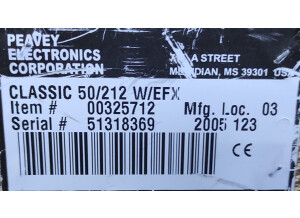 PEAVEY
ELECTRONICS
CORPORATION
A STREET
MERIDIAN, MS 39301
CLASSIC 50/212 W/EFX
Item # 00325712 Mfg. Loc. 03
Serial # 51318369 2005 123
CE